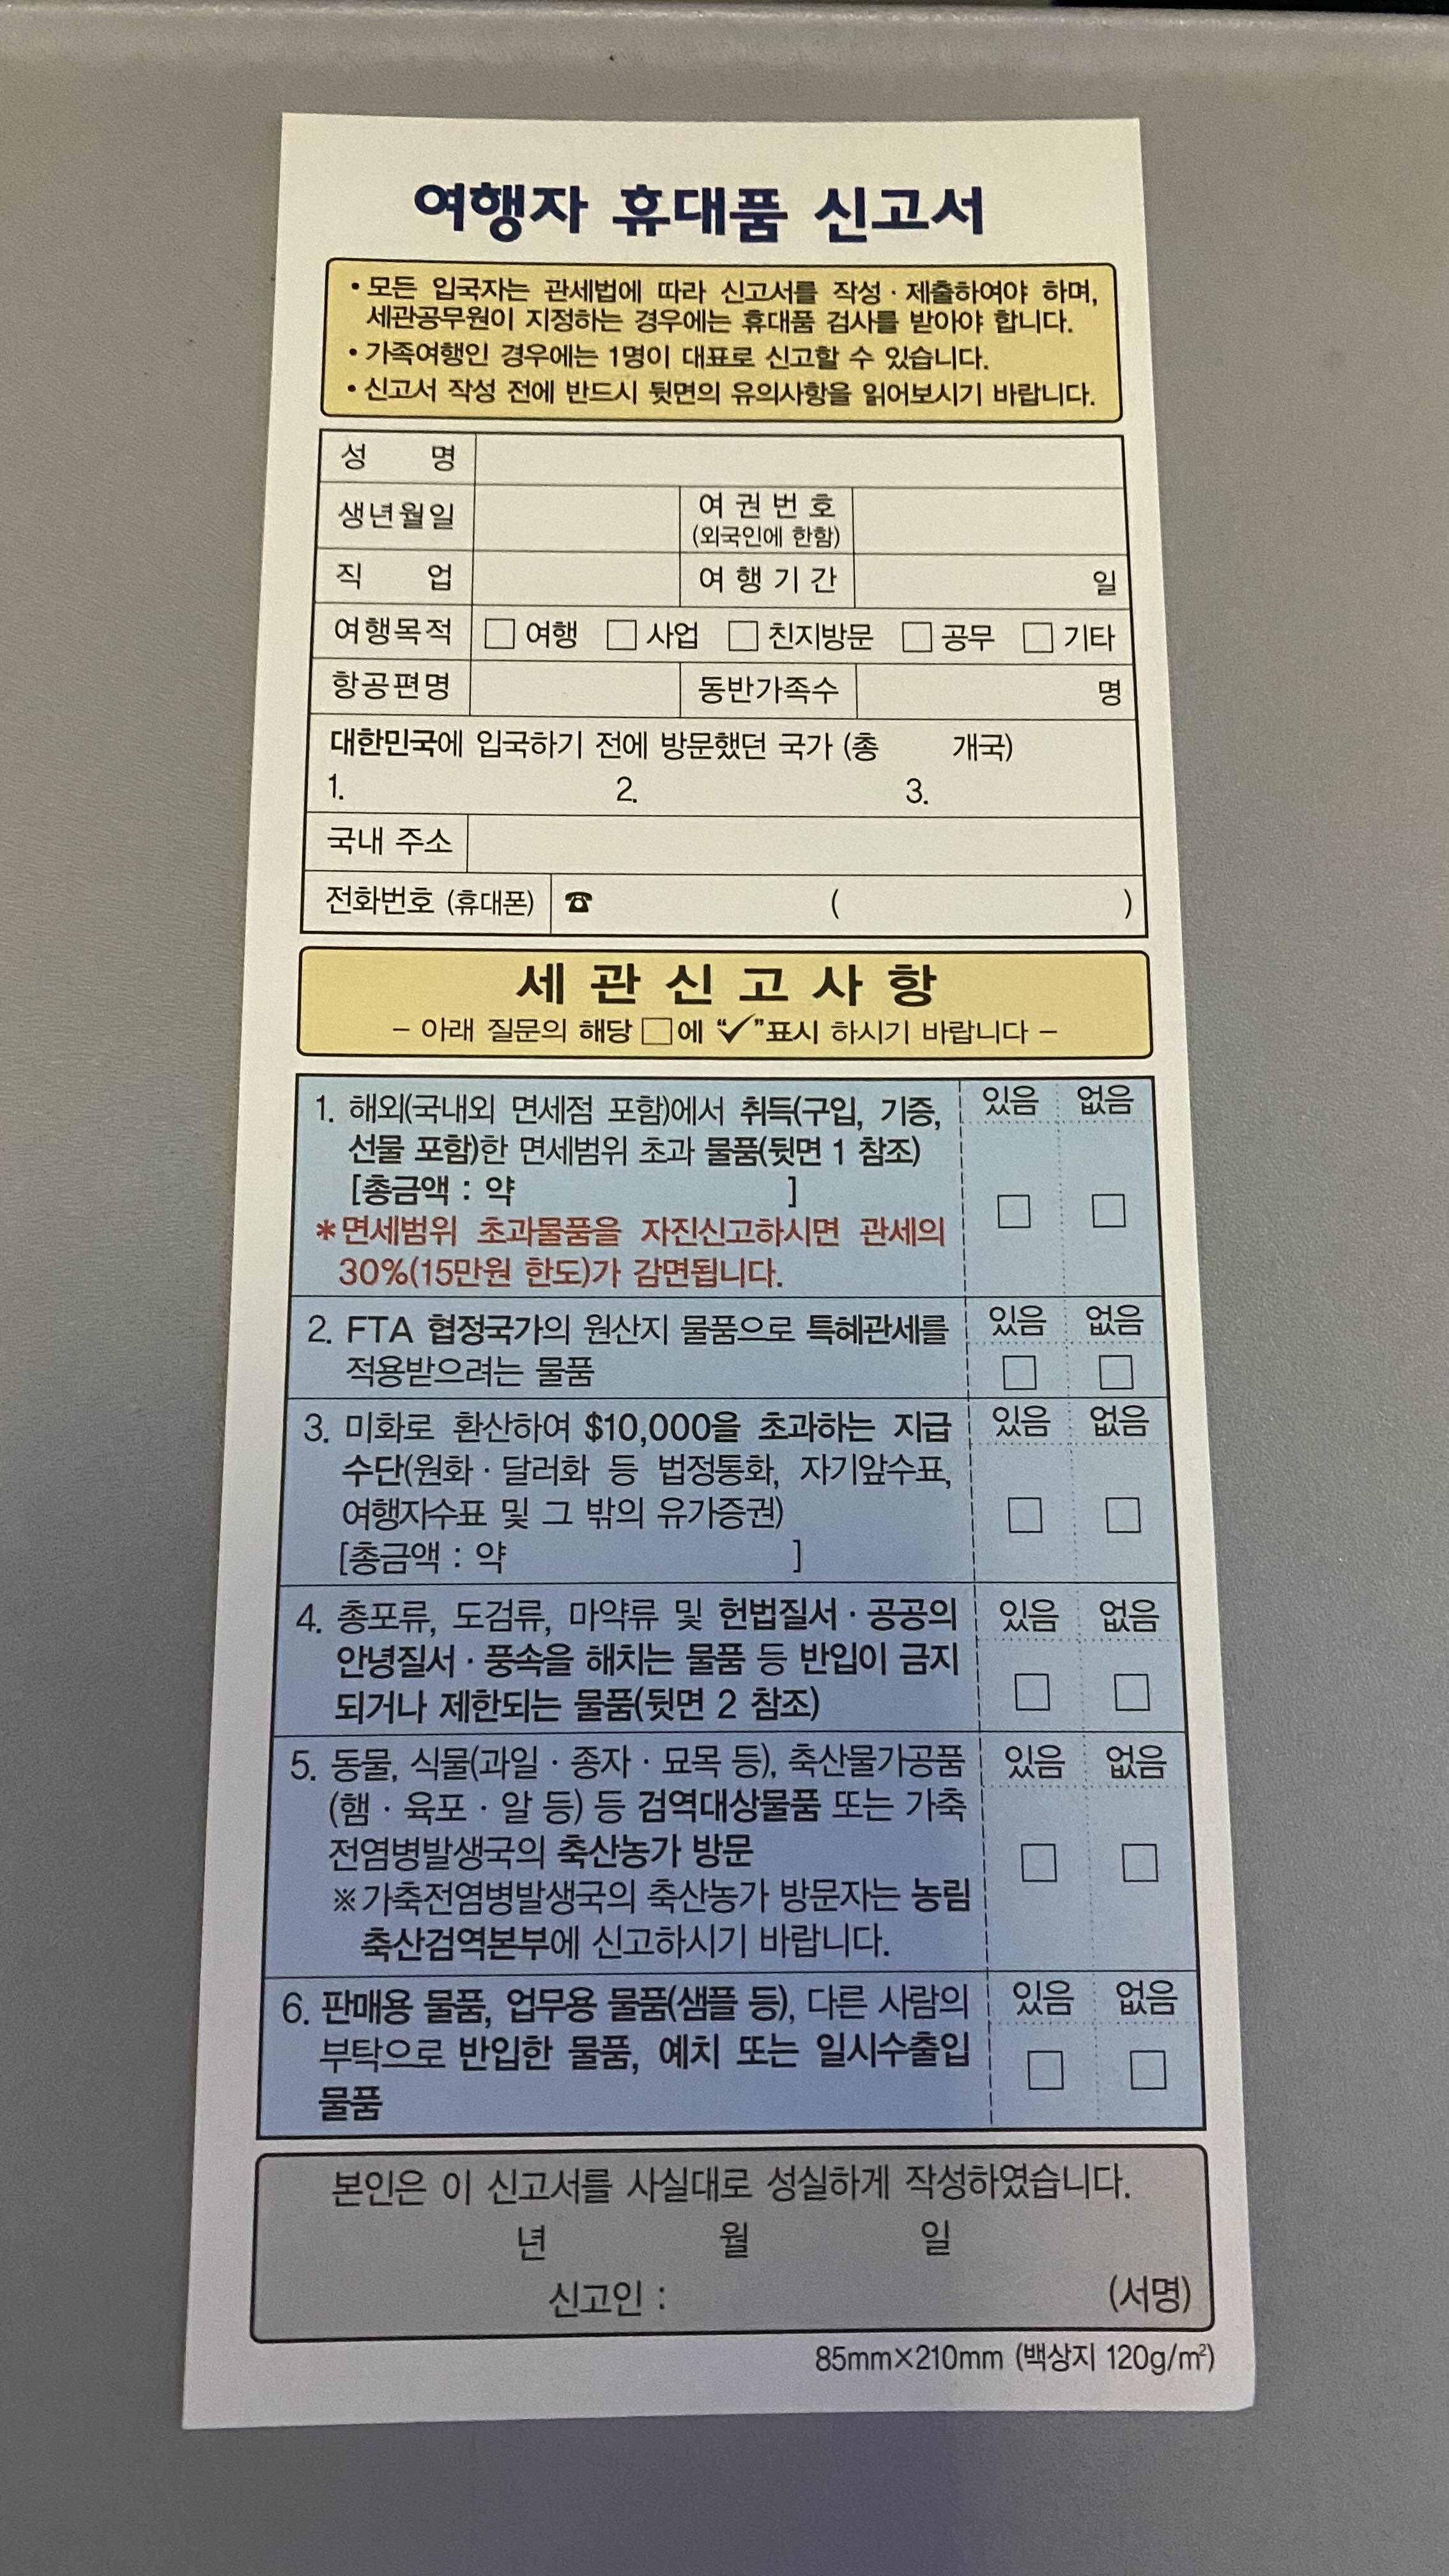 여행자 휴대품 신고서
• 모든 입국자는 관세법에 따라 신고서를 작성 · 제출하여야 하며,
세관공무원이 지정하는 경우에는 휴대품 검사를 받아야 합니다.
• 가족여행인 경우에는 1명이 대표로 신고할 수 있습니다.
• 신고서 작성 전에 반드시 뒷면의 유의사항을 읽어보시기 바랍니다.
성 명
생년월일 여 권 번 호
(외국인에 한함)
직 업 여 행 기 간 일
여행목적 □ 여행 □ 사업 □ 친지방문 □ 공무 □ 기타
항공편명 동반가족수 명
대한민국에 입국하기 전에 방문했던 국가 (총 개국)
1. 2. 3.
국내 주소
전화번호 (휴대폰) ☎ ( )
세 관 신 고 사 항
– 아래 질문의 해당 □에 “✓”표시 하시기 바랍니다 –
1. 해외(국내외 면세점 포함)에서 취득(구입, 기증, 있음 없음
선물 포함)한 면세범위 초과 물품(뒷면 1 참조)
[총금액 : 약 ] □ □
*면세범위 초과물품을 자진신고하시면 관세의
30%(15만원 한도)가 감면됩니다.
2. FTA 협정국가의 원산지 물품으로 특혜관세를 있음 없음
적용받으려는 물품 □ □
3. 미화로 환산하여 $10,000을 초과하는 지급 있음 없음
수단(원화 · 달러화 등 법정통화, 자기앞수표,
여행자수표 및 그 밖의 유가증권) □ □
[총금액 : 약 ]
4. 총포류, 도검류, 마약류 및 헌법질서 · 공공의 있음 없음
안녕질서 · 풍속을 해치는 물품 등 반입이 금지
되거나 제한되는 물품(뒷면 2 참조) □ □
5. 동물, 식물(과일 · 종자 · 묘목 등), 축산물가공품 있음 없음
(햄 · 육포 · 알 등) 등 검역대상물품 또는 가축
전염병발생국의 축산농가 방문 □ □
※가축전염병발생국의 축산농가 방문자는 농림
축산검역본부에 신고하시기 바랍니다.
6. 판매용 물품, 업무용 물품(샘플 등), 다른 사람의 있음 없음
부탁으로 반입한 물품, 예치 또는 일시수출입 □ □
물품
본인은 이 신고서를 사실대로 성실하게 작성하였습니다.
년 월 일
신고인 : (서명)
85mm×210mm (백상지 120g/m²)